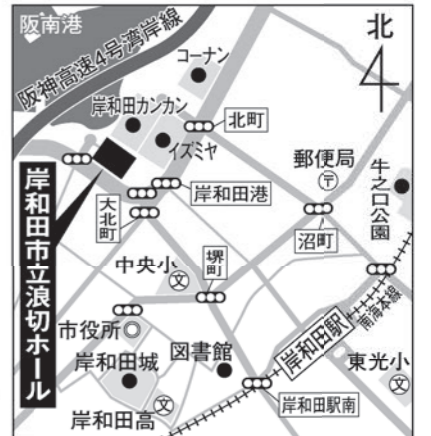 阪南港
阪神高速4号湾岸線
北
コーナン
岸和田カンカン
イズミヤ
北町
郵便局
〒
牛之口公園
岸和田港
大北町
沼町
岸和田市立浪切ホール
中央小
文
堺町
南海本線
市役所
岸和田駅
図書館
東光小
文
岸和田城
岸和田高
文
岸和田駅南